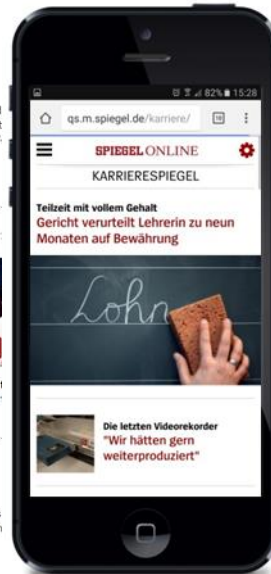 82% 15:28
qs.m.spiegel.de/karriere/
SPIEGEL ONLINE
KARRIERESPIEGEL
Teilzeit mit vollem Gehalt
Gericht verurteilt Lehrerin zu neun
Monaten auf Bewährung
Lohn
Die letzten Videorekorder
"Wir hätten gern
weiterproduziert"